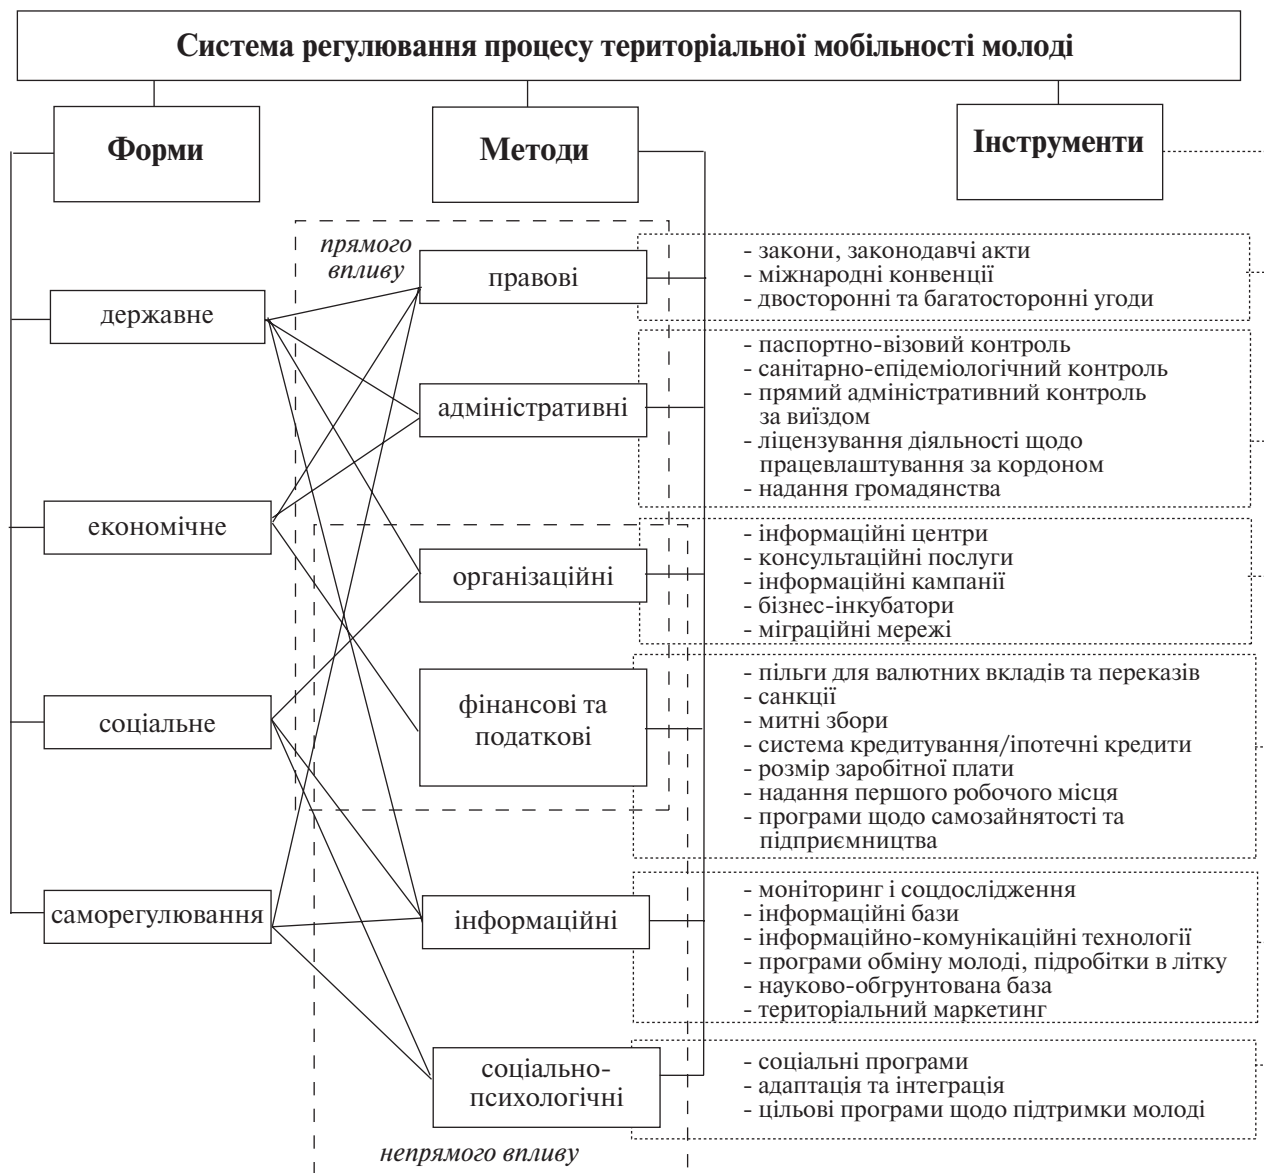 Система регулювання процесу територіальної мобільності молоді
Форми
Методи
Інструменти
державне
економічне
соціальне
саморегулювання
прямого
впливу
правові
адміністративні
організаційні
фінансові та
податкові
інформаційні
соціально-
психологічні
непрямого впливу
- закони, законодавчі акти
- міжнародні конвенції
- двосторонні та багатосторонні угоди
- паспортно-візовий контроль
- санітарно-епідеміологічний контроль
- прямий адміністративний контроль
за виїздом
- ліцензування діяльності щодо
працевлаштування за кордоном
- надання громадянства
- інформаційні центри
- консультаційні послуги
- інформаційні кампанії
- бізнес-інкубатори
- міграційні мережі
- пільги для валютних вкладів та переказів
- санкції
- митні збори
- система кредитування/іпотечні кредити
- розмір заробітної плати
- надання першого робочого місця
- програми щодо самозайнятості та
підприємництва
- моніторинг і соцдослідження
- інформаційні бази
- інформаційно-комунікаційні технології
- програми обміну молоді, підробітки в літку
- науково-обгрунтована база
- територіальний маркетинг
- соціальні програми
- адаптація та інтеграція
- цільові програми щодо підтримки молоді